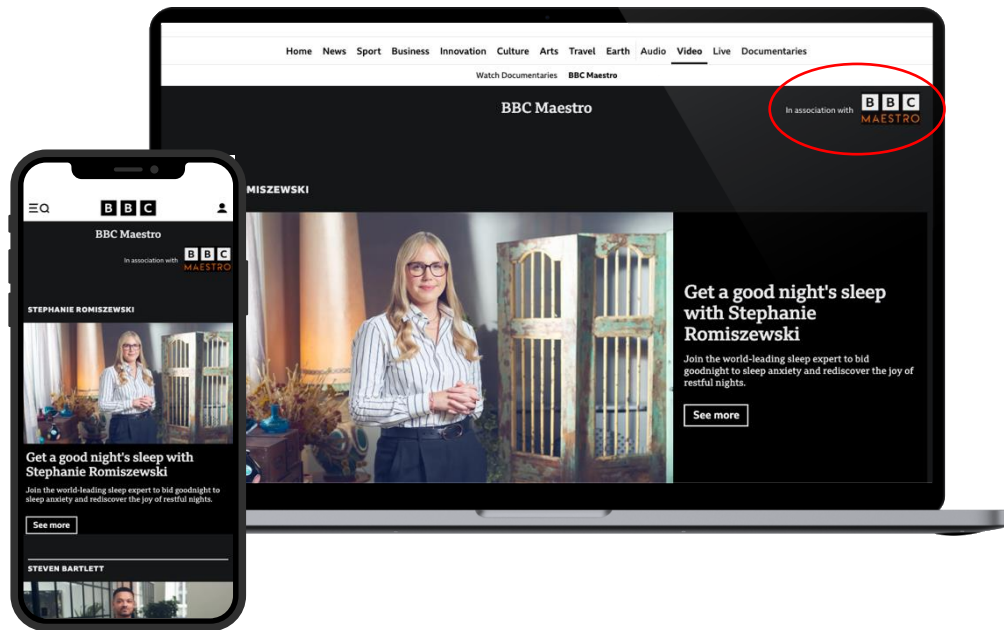 Home News Sport Business Innovation Culture Arts Travel Earth Audio Video Live Documentaries
Watch Documentaries BBC Maestro
BBC Maestro
In association with
BBC
MAESTRO
MISZEWSKI
Get a good night's sleep
with Stephanie
Romiszewski
Join the world-leading sleep expert to bid
goodnight to sleep anxiety and rediscover the joy of
restful nights.
See more
BBC
BBC Maestro
In association with
BBC
MAESTRO
STEPHANIE ROMISZEWSKI
Get a good night's sleep with
Stephanie Romiszewski
Join the world-leading sleep expert to bid goodnight to
sleep anxiety and rediscover the joy of restful nights.
See more
STEVEN BARTLETT